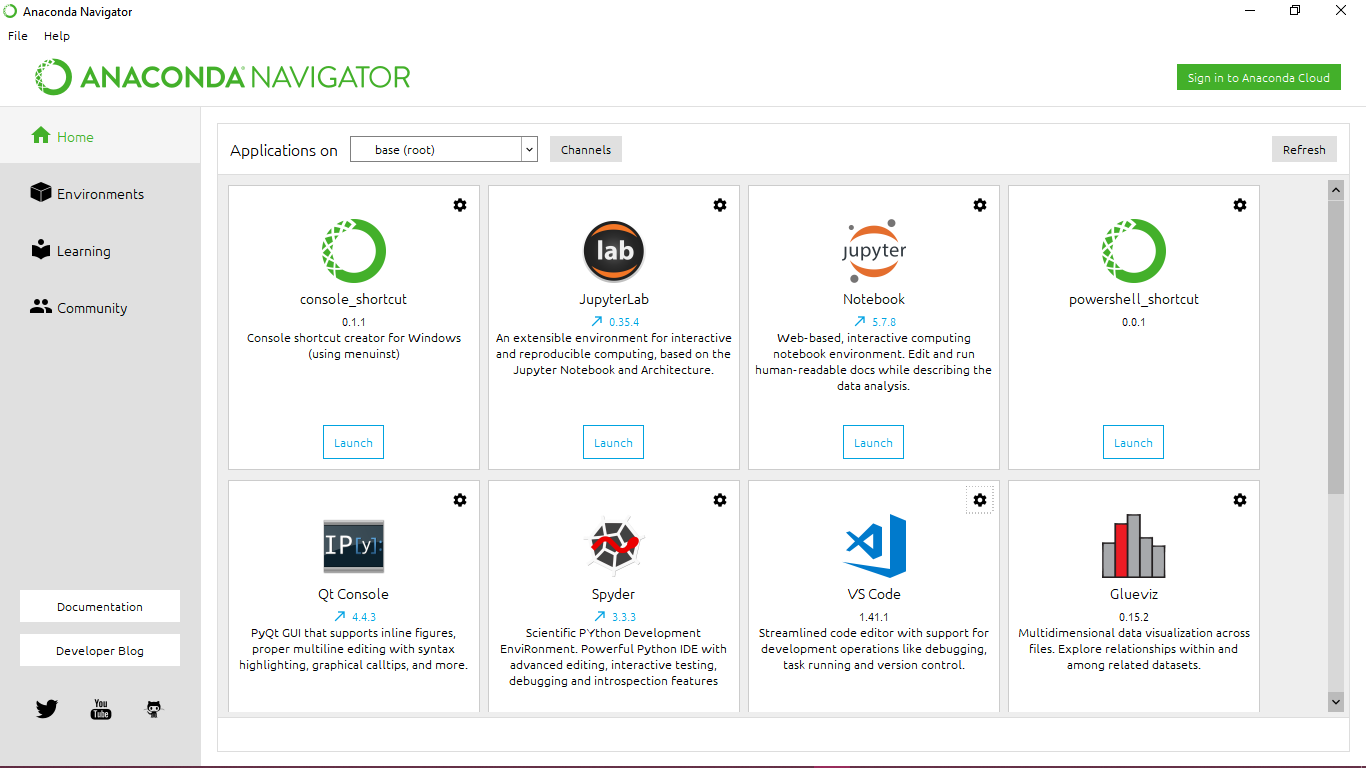 Anaconda Navigator
File Help
ANACONDA NAVIGATOR
Sign in to Anaconda Cloud
Home
Environments
Learning
Community
Documentation
Developer Blog
You
Tube
Applications on
base (root)
Channels
Refresh
console_shortcut
0.1.1
Console shortcut creator for Windows
(using menuinst)
Launch
lab
JupyterLab
0.35.4
An extensible environment for interactive
and reproducible computing, based on the
Jupyter Notebook and Architecture.
Launch
jupyter
Notebook
5.7.8
Web-based, interactive computing
notebook environment. Edit and run
human-readable docs while describing the
data analysis.
Launch
powershell_shortcut
0.0.1
Launch
IP[y]:
Qt Console
4.4.3
PyQt GUI that supports inline figures,
proper multiline editing with syntax
highlighting, graphical calltips, and more.
Spyder
3.3.3
Scientific PYthon Development
EnviRonment. Powerful Python IDE with
advanced editing, interactive testing,
debugging and introspection features
VS Code
1.41.1
Streamlined code editor with support for
development operations like debugging,
task running and version control.
Glueviz
0.15.2
Multidimensional data visualization across
files. Explore relationships within and
among related datasets.